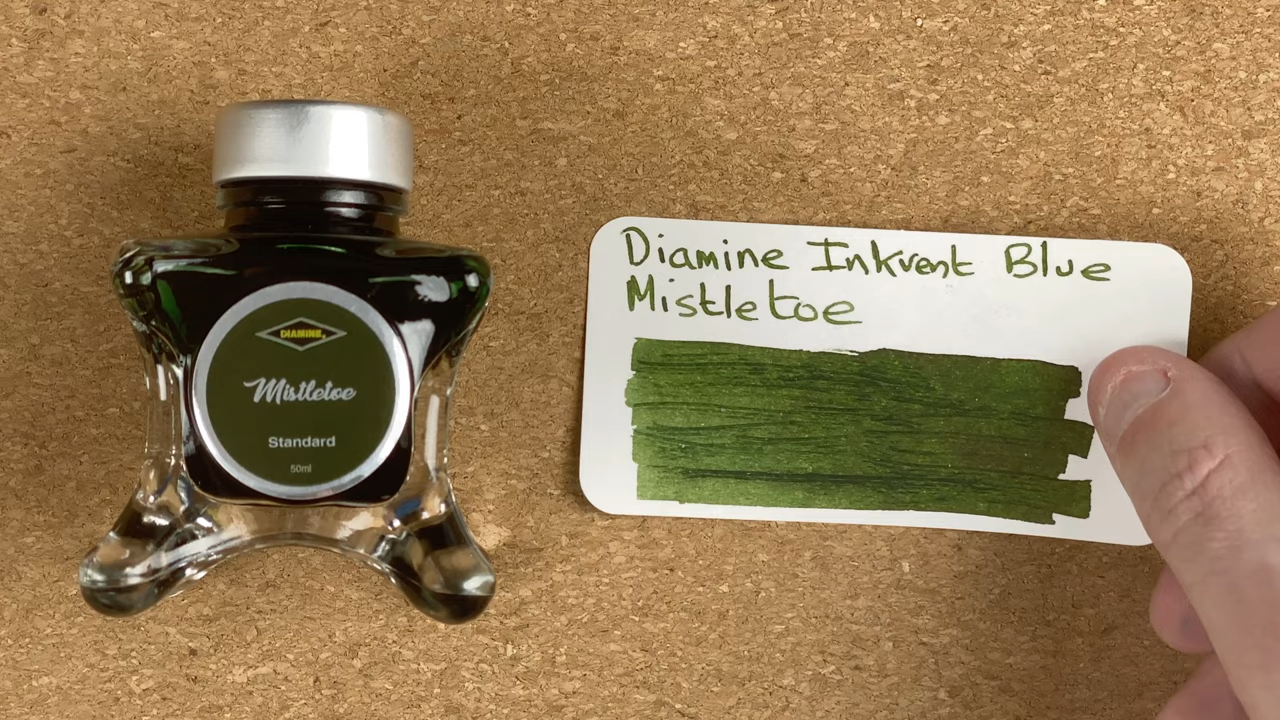 DIAMINE
Mistletoe
Standard
50ml
Diamine Inkvent Blue
Mistletoe